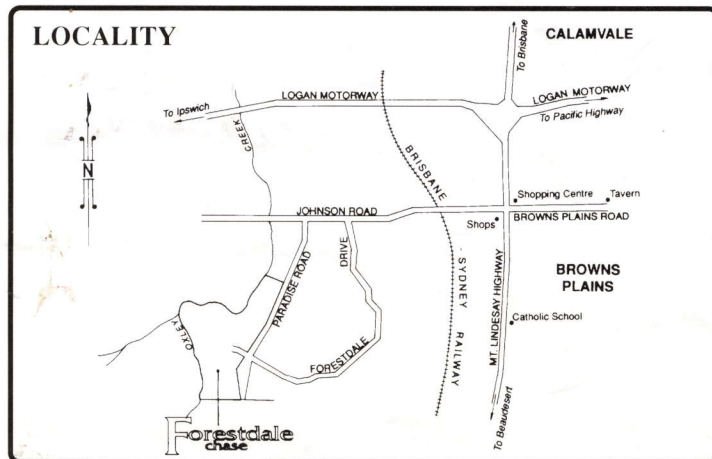 LOCALITY
CALAMVALE
To Brisbane
LOGAN MOTORWAY
To Ipswich
LOGAN MOTORWAY
To Pacific Highway
CREEK
N
BRISBANE
Shopping Centre
Tavern
JOHNSON ROAD
Shops
BROWNS PLAINS ROAD
DRIVE
PARADISE ROAD
- SYDNEY RAILWAY
MT. LINDESAY HIGHWAY
BROWNS
PLAINS
Catholic School
OXLEY
FORESTDALE
To Beaudesert
Forestdale
chase